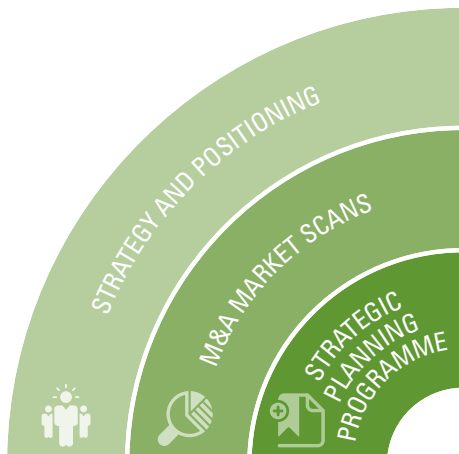 STRATEGY AND POSITIONING
M&A MARKET SCANS
STRATEGIC
PLANNING
PROGRAMME